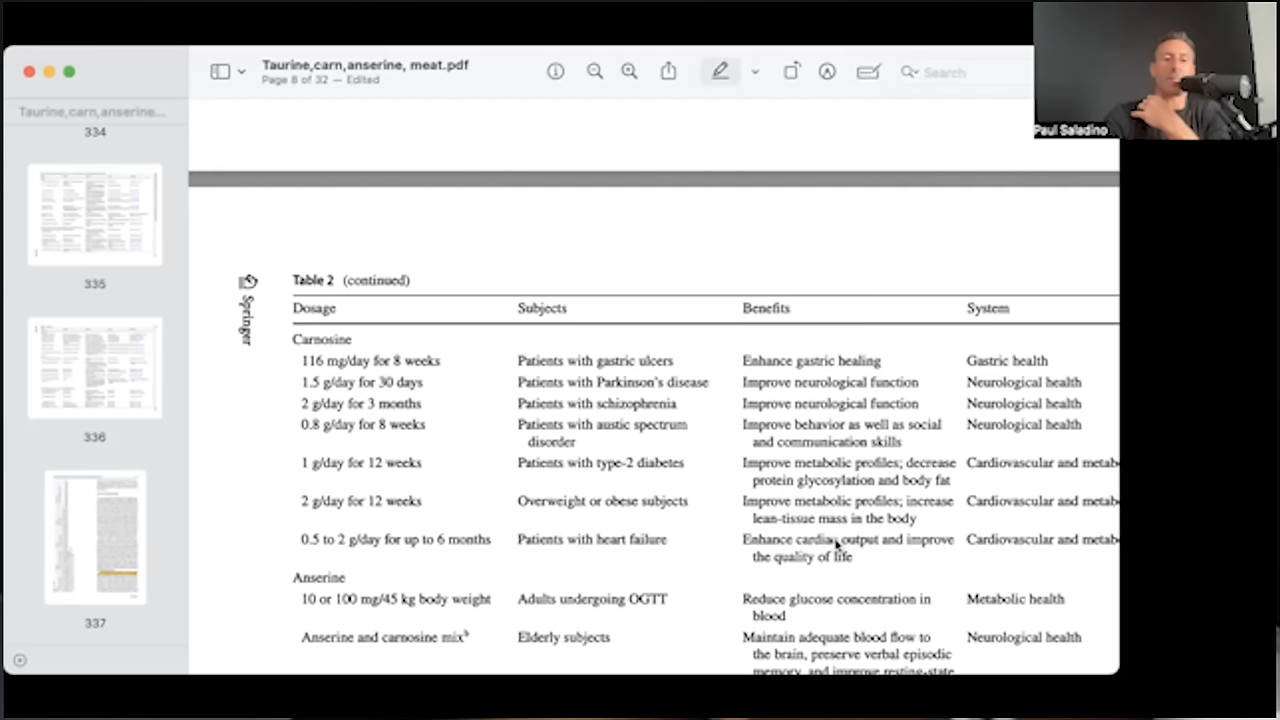 Taurine,carn,anserine, meat.pdf
Page 8 of 32 — Edited
Search
Paul Saladino
Taurine,carn,anserine...
334
335
336
337
Springer
Table 2 (continued)
Dosage Subjects Benefits System
Carnosine
116 mg/day for 8 weeks Patients with gastric ulcers Enhance gastric healing Gastric health
1.5 g/day for 30 days Patients with Parkinson's disease Improve neurological function Neurological health
2 g/day for 3 months Patients with schizophrenia Improve neurological function Neurological health
0.8 g/day for 8 weeks Patients with austic spectrum Improve behavior as well as social Neurological health
disorder and communication skills
1 g/day for 12 weeks Patients with type-2 diabetes Improve metabolic profiles; decrease Cardiovascular and metab
protein glycosylation and body fat
2 g/day for 12 weeks Overweight or obese subjects Improve metabolic profiles; increase Cardiovascular and metab
lean-tissue mass in the body
0.5 to 2 g/day for up to 6 months Patients with heart failure Enhance cardiac output and improve Cardiovascular and metab
the quality of life
Anserine
10 or 100 mg/45 kg body weight Adults undergoing OGTT Reduce glucose concentration in Metabolic health
blood
Anserine and carnosine mixᵇ Elderly subjects Maintain adequate blood flow to Neurological health
the brain, preserve verbal episodic
memory, and improve resting-state